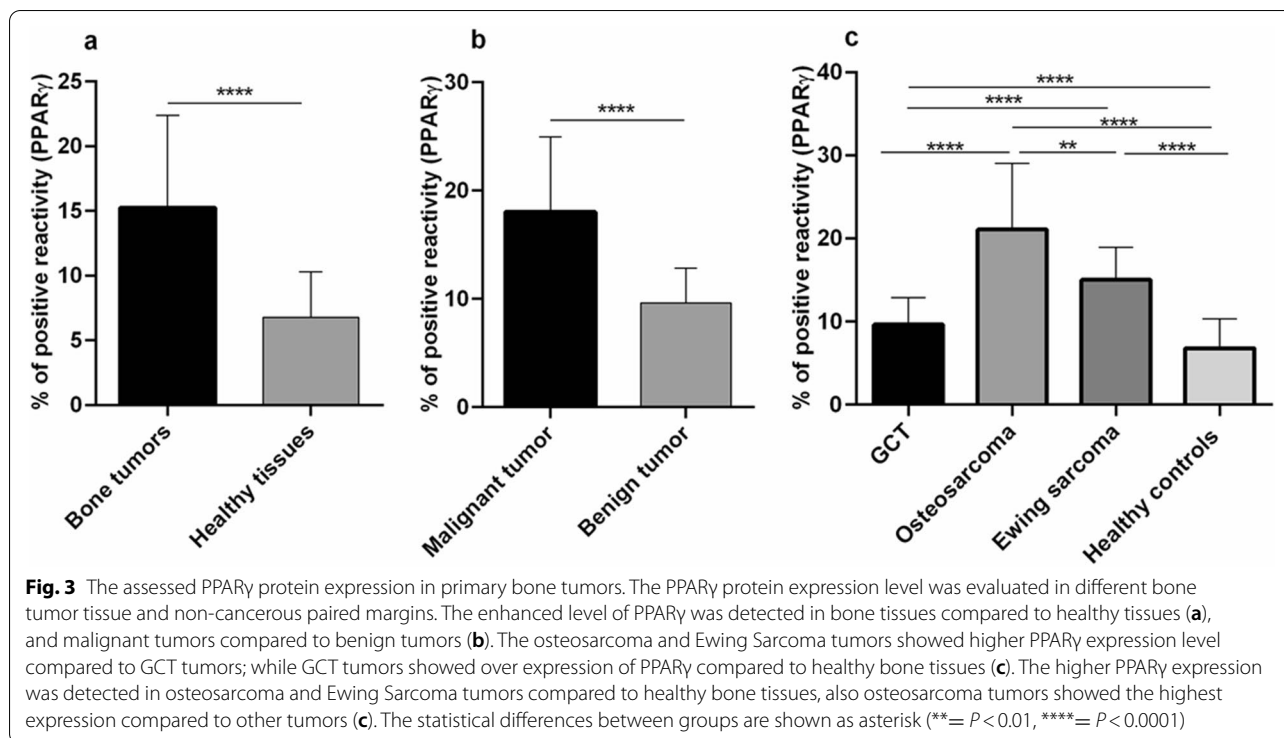 a
% of positive reactivity (PPARγ)
25
20
15
10
5
0
****
Bone tumors
Healthy tissues
b
% of positive reactivity (PPARγ)
30
20
10
0
****
Malignant tumor
Benign tumor
c
% of positive reactivity (PPARγ)
40
30
20
10
0
****
****
****
****
**
****
GCT
Osteosarcoma
Ewing sarcoma
Healthy controls
Fig. 3 The assessed PPARγ protein expression in primary bone tumors. The PPARγ protein expression level was evaluated in different bone
tumor tissue and non-cancerous paired margins. The enhanced level of PPARγ was detected in bone tissues compared to healthy tissues (a),
and malignant tumors compared to benign tumors (b). The osteosarcoma and Ewing Sarcoma tumors showed higher PPARγ expression level
compared to GCT tumors; while GCT tumors showed over expression of PPARγ compared to healthy bone tissues (c). The higher PPARγ expression
was detected in osteosarcoma and Ewing Sarcoma tumors compared to healthy bone tissues, also osteosarcoma tumors showed the highest
expression compared to other tumors (c). The statistical differences between groups are shown as asterisk (**= P < 0.01, ****= P < 0.0001)